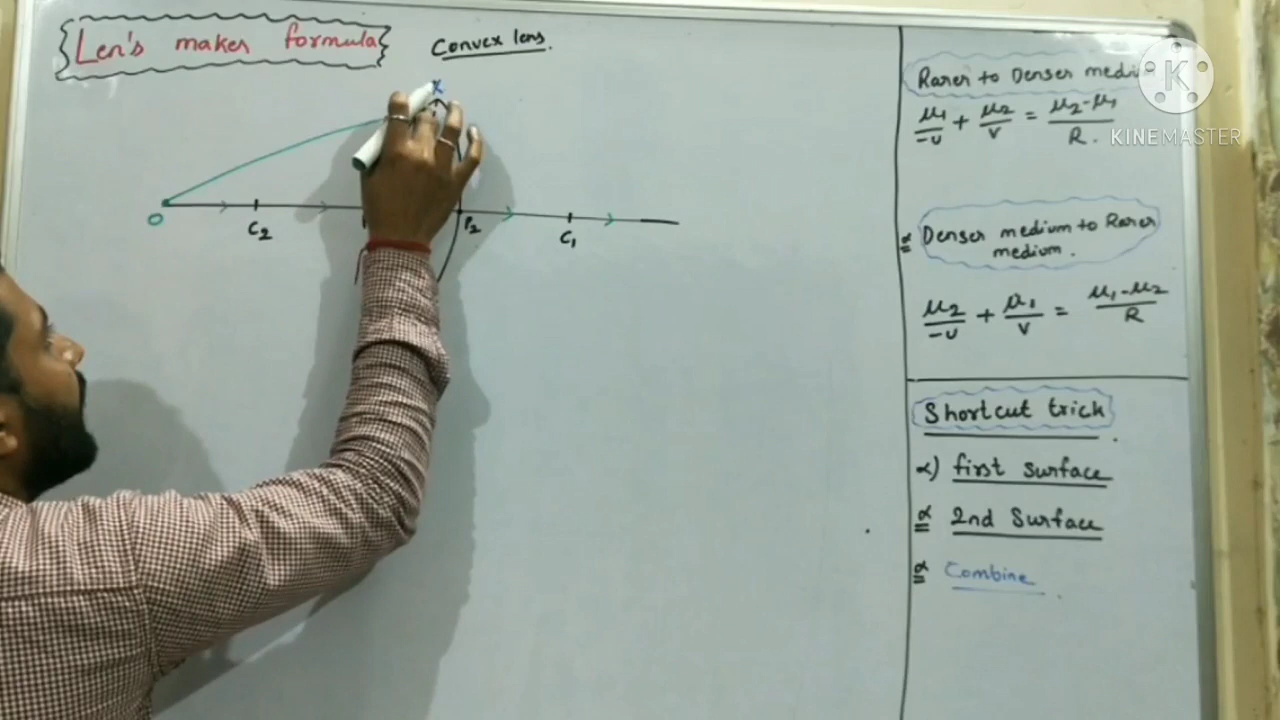 Len's maker formula
Convex lens.
X
O
C₂
P₂
C₁
Rarer to Denser medium
μ₁/-u + μ₂/v = μ₂-μ₁/R.
Denser medium to Rarer
medium.
μ₂/-u + μ₁/v = μ₁-μ₂/R
Shortcut trick
first surface
2nd Surface
Combine
K
KINEMASTER